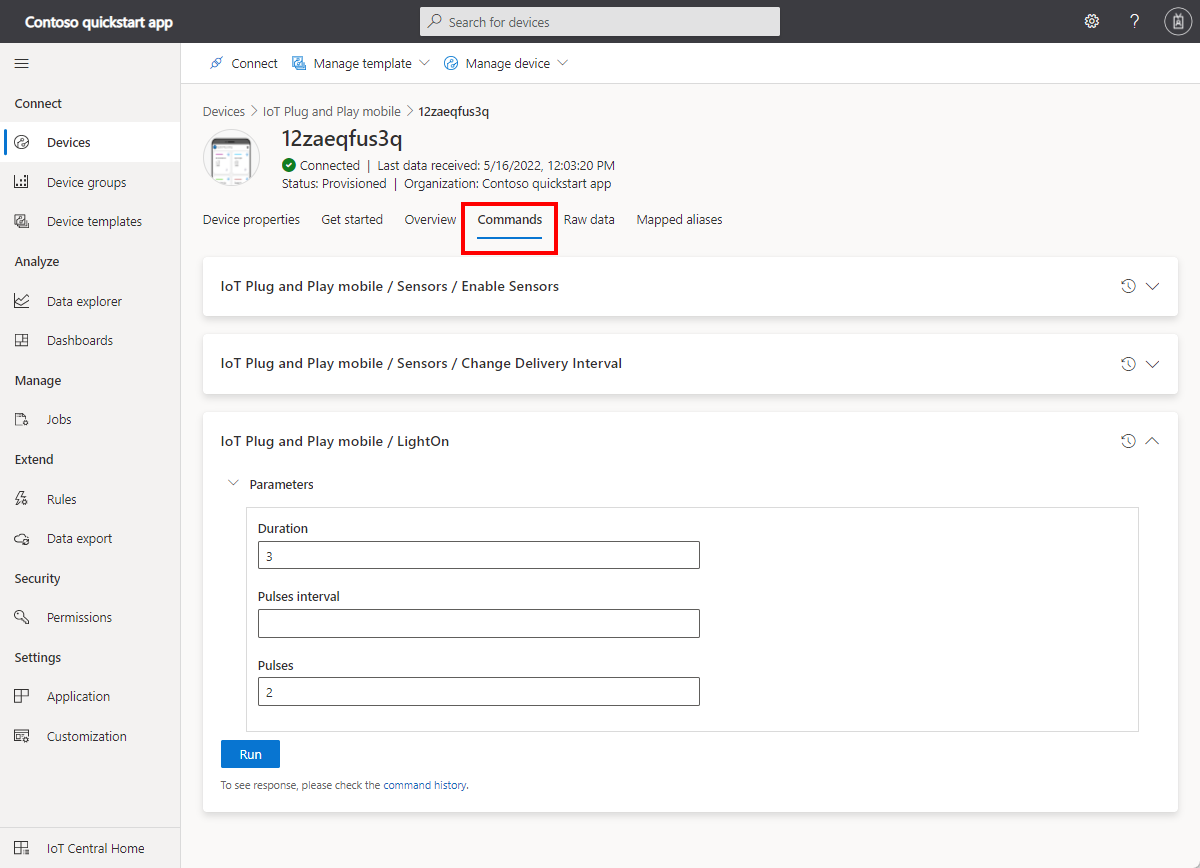 Contoso quickstart app
Search for devices
?
Connect
Manage template
Manage device
Connect
Devices
Device groups
Device templates
Analyze
Data explorer
Dashboards
Manage
Jobs
Extend
Rules
Data export
Security
Permissions
Settings
Application
Customization
IoT Central Home
Devices > IoT Plug and Play mobile > 12zaeqfus3q
12zaeqfus3q
Connected | Last data received: 5/16/2022, 12:03:20 PM
Status: Provisioned | Organization: Contoso quickstart app
Device properties Get started Overview Commands Raw data Mapped aliases
IoT Plug and Play mobile / Sensors / Enable Sensors
IoT Plug and Play mobile / Sensors / Change Delivery Interval
IoT Plug and Play mobile / LightOn
Parameters
Duration
3
Pulses interval
Pulses
2
Run
To see response, please check the command history.